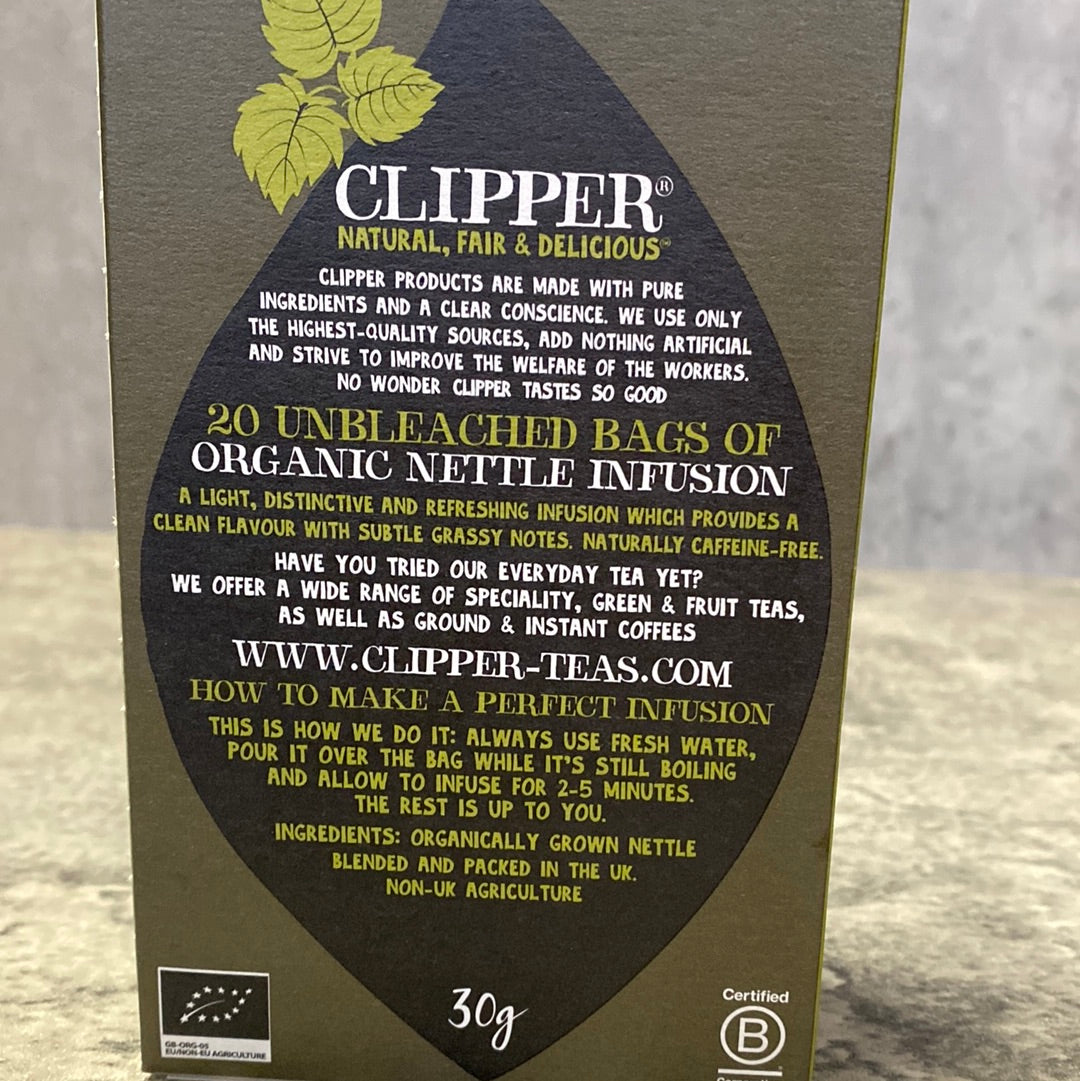 CLIPPER®
NATURAL, FAIR & DELICIOUS™
CLIPPER PRODUCTS ARE MADE WITH PURE
INGREDIENTS AND A CLEAR CONSCIENCE. WE USE ONLY
THE HIGHEST-QUALITY SOURCES, ADD NOTHING ARTIFICIAL
AND STRIVE TO IMPROVE THE WELFARE OF THE WORKERS.
NO WONDER CLIPPER TASTES SO GOOD
20 UNBLEACHED BAGS OF
ORGANIC NETTLE INFUSION
A LIGHT, DISTINCTIVE AND REFRESHING INFUSION WHICH PROVIDES A
CLEAN FLAVOUR WITH SUBTLE GRASSY NOTES. NATURALLY CAFFEINE-FREE.
HAVE YOU TRIED OUR EVERYDAY TEA YET?
WE OFFER A WIDE RANGE OF SPECIALITY, GREEN & FRUIT TEAS,
AS WELL AS GROUND & INSTANT COFFEES
WWW.CLIPPER-TEAS.COM
HOW TO MAKE A PERFECT INFUSION
THIS IS HOW WE DO IT: ALWAYS USE FRESH WATER,
POUR IT OVER THE BAG WHILE IT'S STILL BOILING
AND ALLOW TO INFUSE FOR 2-5 MINUTES.
THE REST IS UP TO YOU.
INGREDIENTS: ORGANICALLY GROWN NETTLE
BLENDED AND PACKED IN THE UK.
NON-UK AGRICULTURE
30g
GB-ORG-05
EU/NON-EU AGRICULTURE
Certified
B